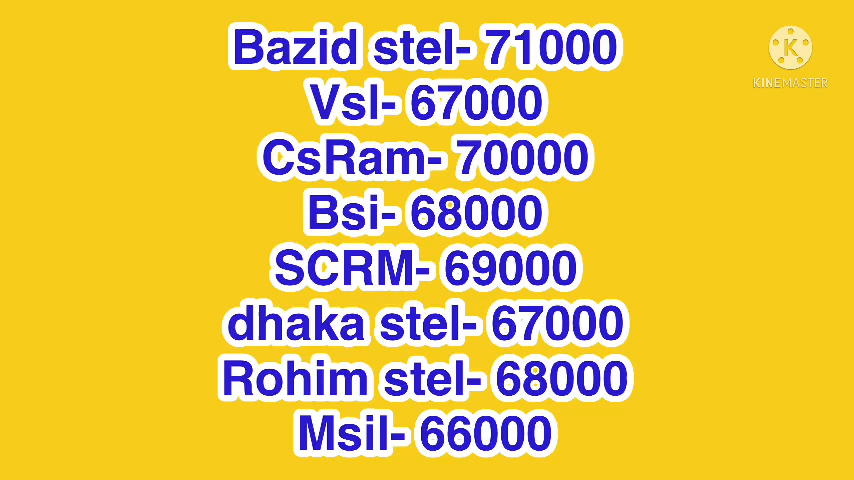 Bazid stel- 71000
K
KINEMASTER
Vsl- 67000
CsRam- 70000
Bsi- 68000
SCRM- 69000
dhaka stel- 67000
Rohim stel- 68000
Msil- 66000